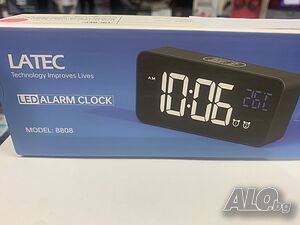 LATEC
Technology Improves Lives
LED ALARM CLOCK
MODEL: 8808
AM
10:06
26°C
ALO.bg